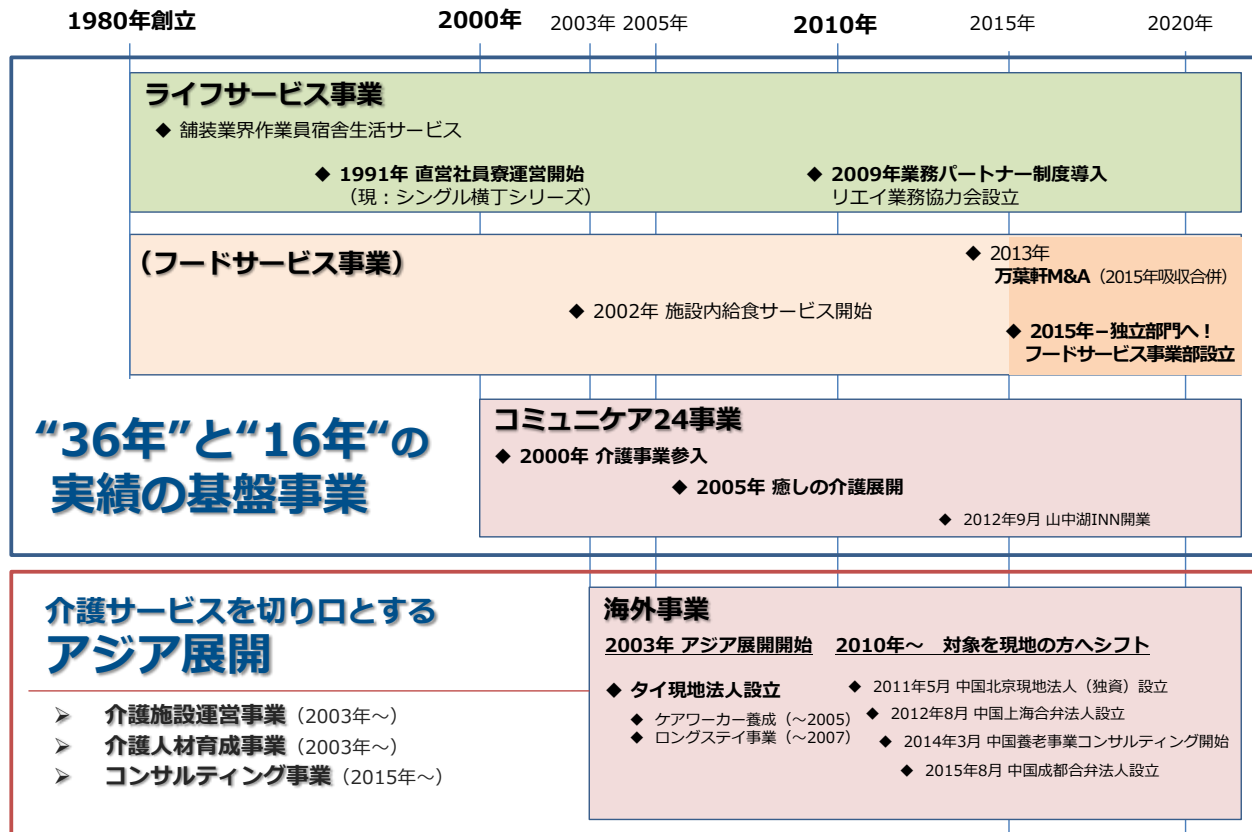 1980年創立 2000年 2003年 2005年 2010年 2015年 2020年
ライフサービス事業
◆ 舗装業界作業員宿舎生活サービス
◆ 1991年 直営社員寮運営開始
（現：シングル横丁シリーズ）
◆ 2009年業務パートナー制度導入
リエイ業務協力会設立
（フードサービス事業）
◆ 2013年
万葉軒M&A（2015年吸収合併）
◆ 2002年 施設内給食サービス開始
◆ 2015年－独立部門へ！
フードサービス事業部設立
“36年”と“16年“の
実績の基盤事業
コミュニケア24事業
◆ 2000年 介護事業参入
◆ 2005年 癒しの介護展開
◆ 2012年9月 山中湖INN開業
介護サービスを切り口とする
アジア展開
➢ 介護施設運営事業（2003年～）
➢ 介護人材育成事業（2003年～）
➢ コンサルティング事業（2015年～）
海外事業
2003年 アジア展開開始
◆ タイ現地法人設立
◆ ケアワーカー養成（～2005）
◆ ロングステイ事業（～2007）
2010年～　対象を現地の方へシフト
◆ 2011年5月 中国北京現地法人（独資）設立
◆ 2012年8月 中国上海合弁法人設立
◆ 2014年3月 中国養老事業コンサルティング開始
◆ 2015年8月 中国成都合弁法人設立